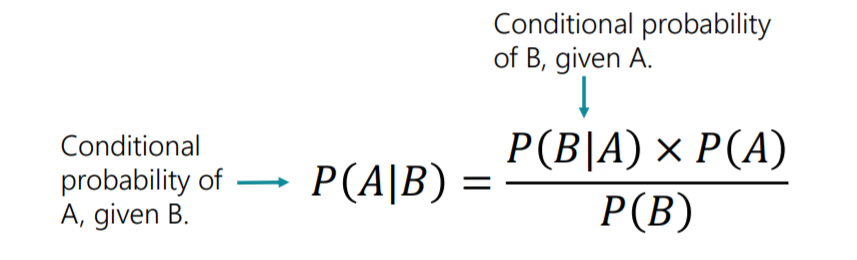 Conditional probability
of B, given A.
Conditional
probability of
A, given B.
P(A|B) = P(B|A) × P(A)
P(B)